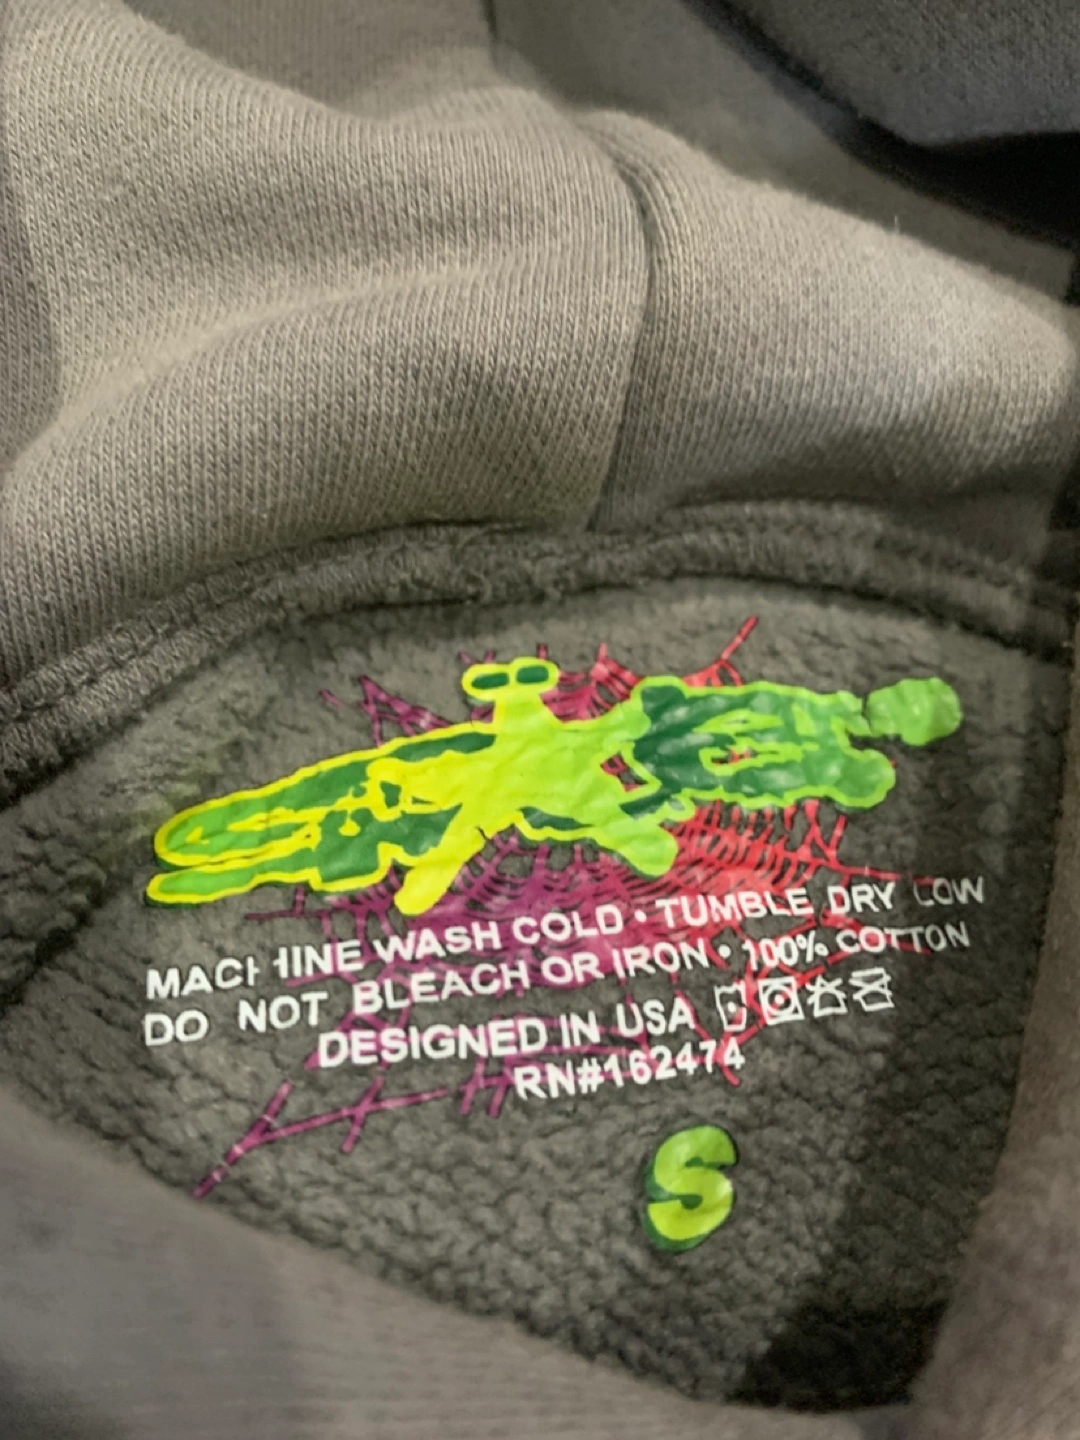 MACHINE WASH COLD • TUMBLE DRY LOW
DO NOT BLEACH OR IRON • 100% COTTON
DESIGNED IN USA
RN#162474
S